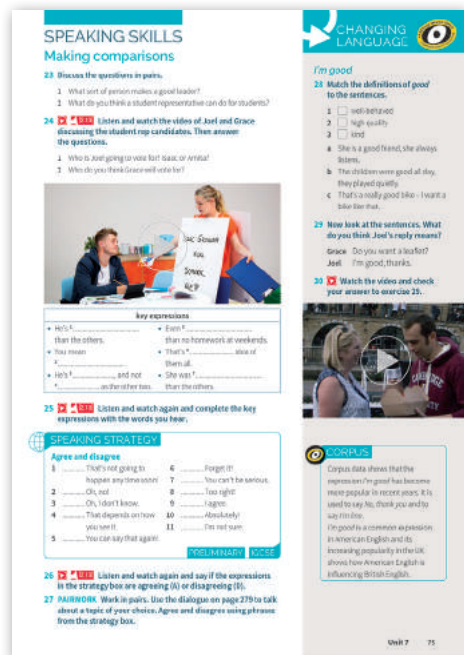 SPEAKING SKILLS
Making comparisons
23 Discuss the questions in pairs.
1 What sort of person makes a good leader?
2 What do you think a student representative can do for students?
24 2.13 Listen and watch the video of Joel and Grace
discussing the student rep candidates. Then answer
the questions.
1 Who is Joel going to vote for? Isaac or Amita?
2 Who do you think Grace will vote for?
key expressions
• He's 1
than the others.
• You mean
2
• He's 3 , and not
4 as the other two.
• Even 5
than no homework at weekends.
• That's 6 idea of
them all.
• She was 7
than the others.
25 2.13 Listen and watch again and complete the key
expressions with the words you hear.
SPEAKING STRATEGY
Agree and disagree
1 That's not going to
happen any time soon!
2 Oh, no!
3 Oh, I don't know.
4 That depends on how
you see it.
5 You can say that again!
6 Forget it!
7 You can't be serious.
8 Too right!
9 I agree.
10 Absolutely!
11 I'm not sure.
PRELIMINARY IGCSE
26 2.13 Listen and watch again and say if the expressions
in the strategy box are agreeing (A) or disagreeing (D).
27 PAIRWORK Work in pairs. Use the dialogue on page 279 to talk
about a topic of your choice. Agree and disagree using phrases
from the strategy box.
CHANGING
LANGUAGE
I'm good
28 Match the definitions of good
to the sentences.
1 well-behaved
2 high quality
3 kind
a She is a good friend, she always
listens.
b The children were good all day,
they played quietly.
c That's a really good bike – I want a
bike like that.
29 Now look at the sentences. What
do you think Joel's reply means?
Grace Do you want a leaflet?
Joel I'm good, thanks.
30 Watch the video and check
your answer to exercise 29.
CORPUS
Corpus data shows that the
expression I'm good has become
more popular in recent years. It is
used to say No, thank you and to
say I'm fine.
I'm good is a common expression
in American English and its
increasing popularity in the UK
shows how American English is
influencing British English.
Unit 7 75